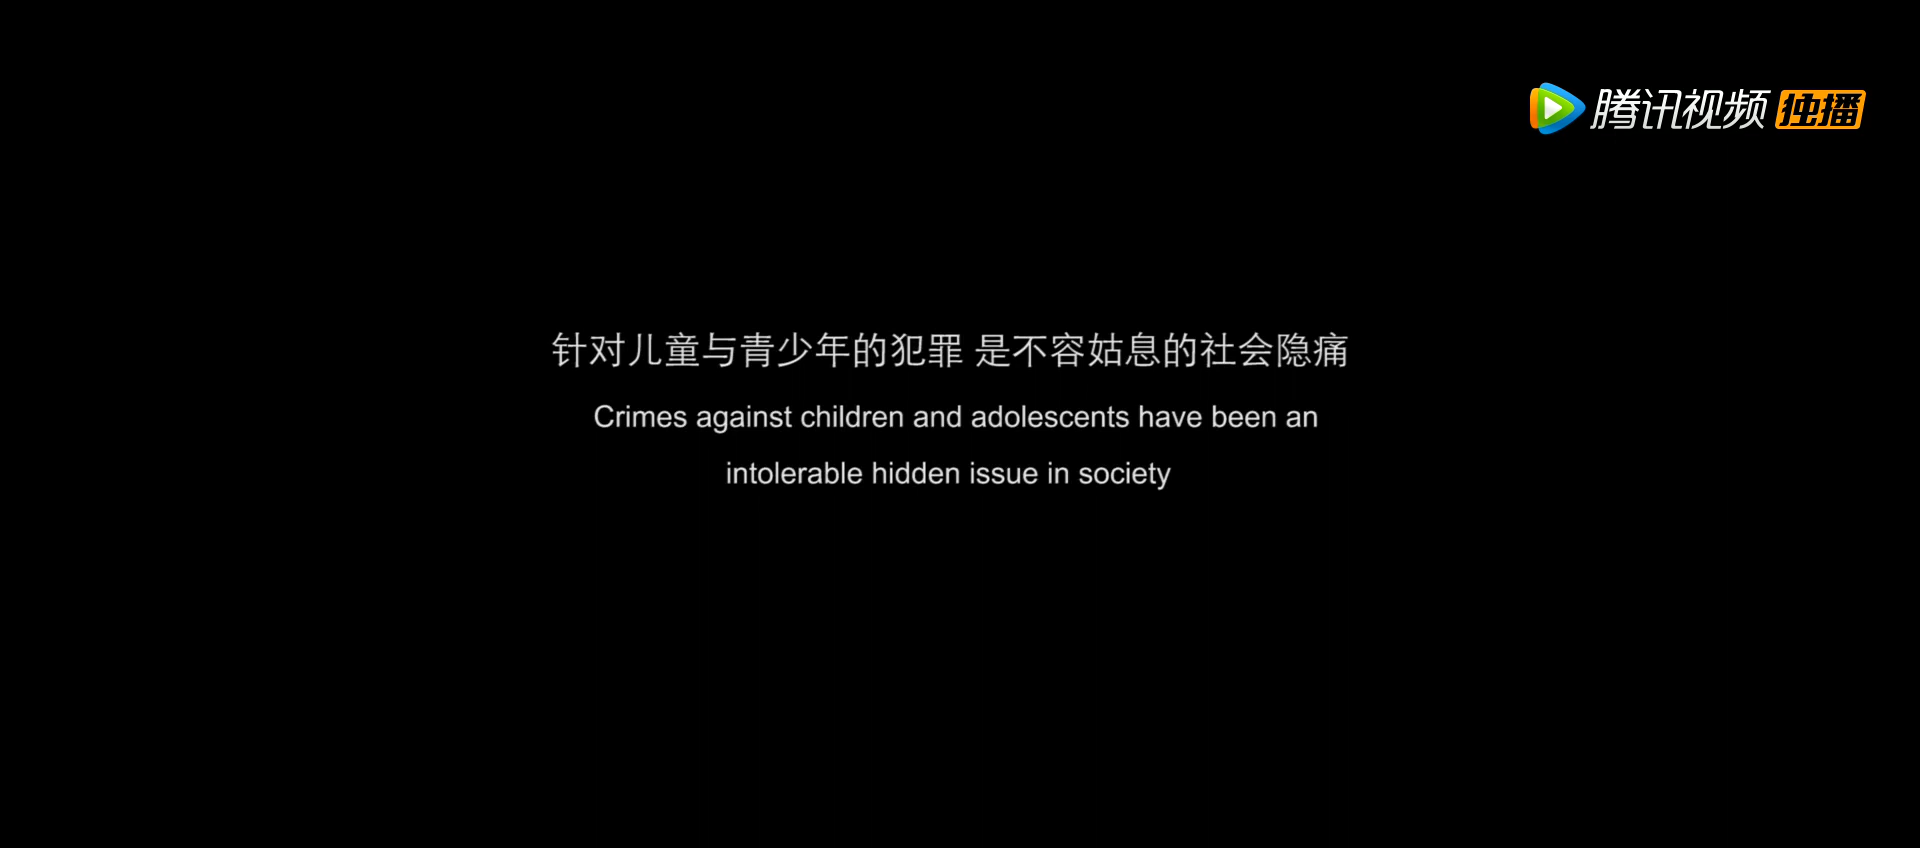 腾讯视频 独播
针对儿童与青少年的犯罪 是不容姑息的社会隐痛
Crimes against children and adolescents have been an
intolerable hidden issue in society